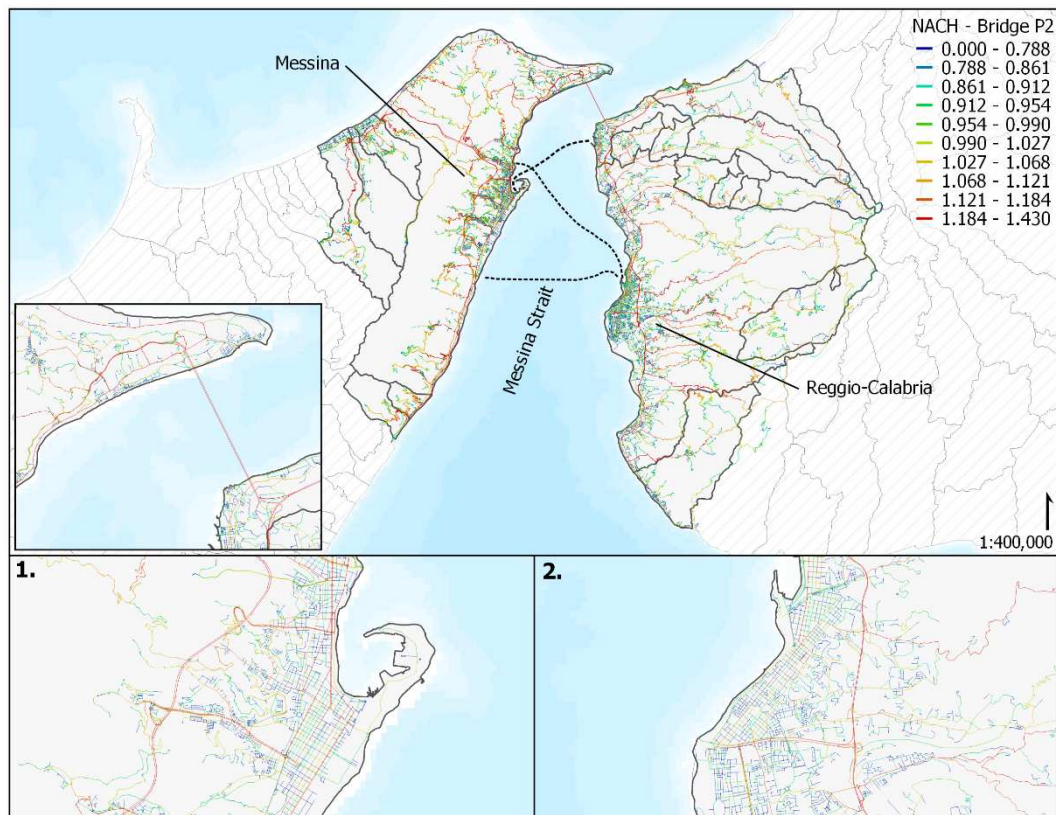 NACH - Bridge P2
0.000 - 0.788
0.788 - 0.861
0.861 - 0.912
0.912 - 0.954
0.954 - 0.990
0.990 - 1.027
1.027 - 1.068
1.068 - 1.121
1.121 - 1.184
1.184 - 1.430
Messina
Messina Strait
Reggio-Calabria
1:400,000
1.
2.